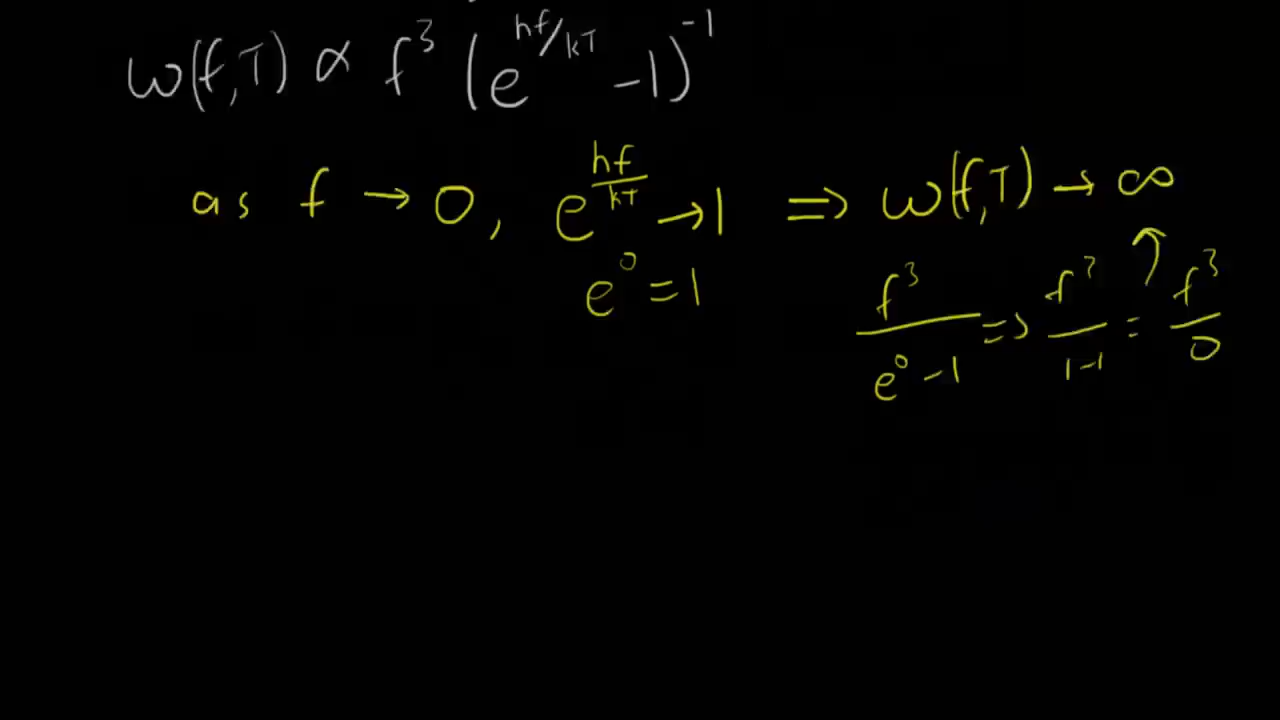 ω(f,T) ∝ f³ (e^{hf/kT} - 1)^{-1}
as f → 0, e^{hf/kT} → 1 ⇒ ω(f,T) → ∞
e⁰ = 1
f³/(e⁰ - 1) ⇒ f³/(1-1) = f³/0 ↑